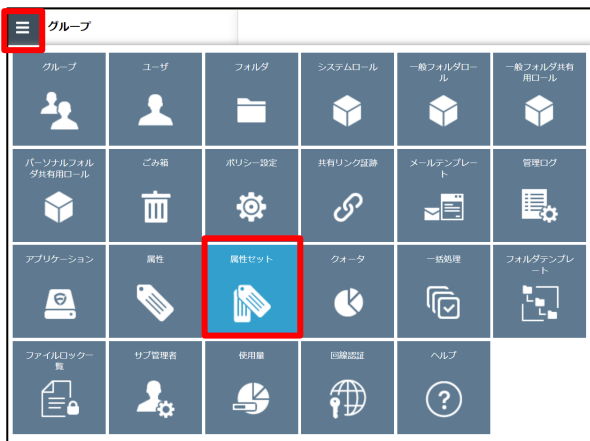 グループ
グループ
ユーザ
フォルダ
システムロール
一般フォルダロー
ル
一般フォルダ共有
用ロール
パーソナルフォル
ダ共有用ロール
ごみ箱
ポリシー設定
共有リンク証跡
メールテンプレー
ト
管理ログ
アプリケーション
属性
属性セット
クォータ
一括処理
フォルダテンプレ
ート
ファイルロック一
覧
サブ管理者
使用量
回線認証
ヘルプ